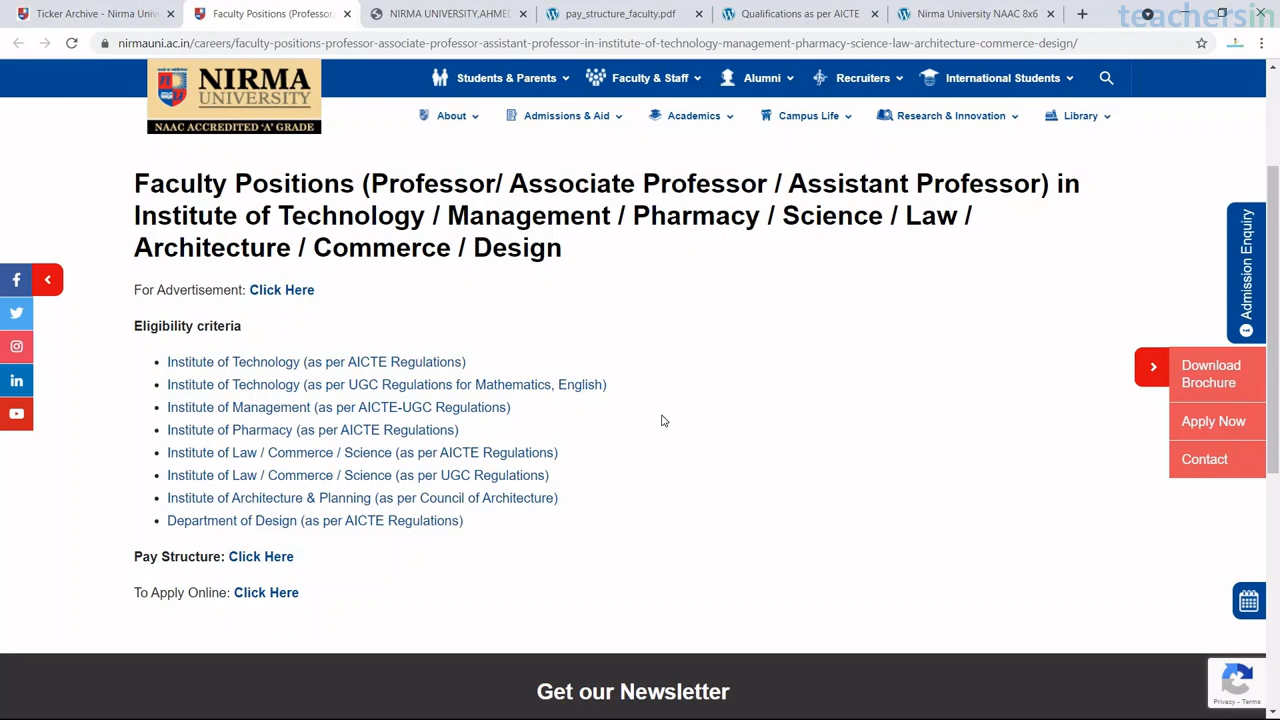 teachersin
Ticker Archive - Nirma Univ
Faculty Positions (Professor
NIRMA UNIVERSITY,AHME
pay_structure_faculty.pdf
Qualifications as per AICTE
Nirma University NAAC 8x6
nirmauni.ac.in/careers/faculty-positions-professor-associate-professor-assistant-professor-in-institute-of-technology-management-pharmacy-science-law-architecture-commerce-design/
NIRMA
UNIVERSITY
NAAC ACCREDITED 'A' GRADE
Students & Parents
Faculty & Staff
Alumni
Recruiters
International Students
About
Admissions & Aid
Academics
Campus Life
Research & Innovation
Library
Faculty Positions (Professor/ Associate Professor / Assistant Professor) in
Institute of Technology / Management / Pharmacy / Science / Law /
Architecture / Commerce / Design
For Advertisement: Click Here
Eligibility criteria
Institute of Technology (as per AICTE Regulations)
Institute of Technology (as per UGC Regulations for Mathematics, English)
Institute of Management (as per AICTE-UGC Regulations)
Institute of Pharmacy (as per AICTE Regulations)
Institute of Law / Commerce / Science (as per AICTE Regulations)
Institute of Law / Commerce / Science (as per UGC Regulations)
Institute of Architecture & Planning (as per Council of Architecture)
Department of Design (as per AICTE Regulations)
Pay Structure: Click Here
To Apply Online: Click Here
Admission Enquiry
Download
Brochure
Apply Now
Contact
Get our Newsletter
Privacy - Terms